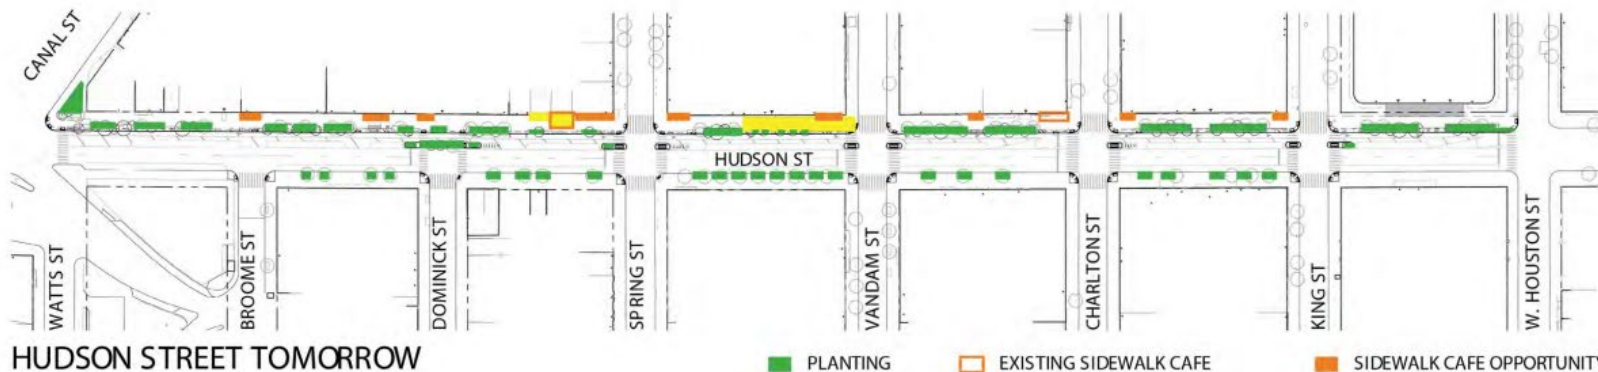 CANAL ST
HUDSON ST
WATTS ST
BROOME ST
DOMINICK ST
SPRING ST
VANDAM ST
CHARLTON ST
KING ST
W. HOUSTON ST
HUDSON STREET TOMORROW
PLANTING
EXISTING SIDEWALK CAFE
SIDEWALK CAFE OPPORTUNITY